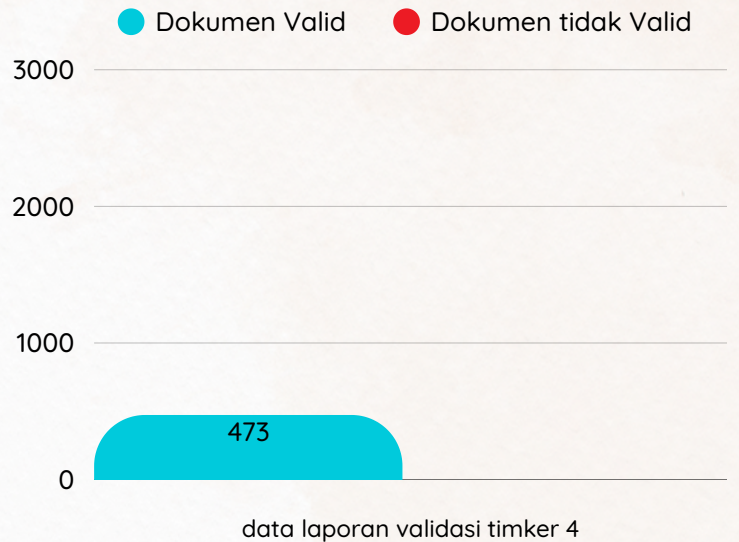 Dokumen Valid Dokumen tidak Valid
3000
2000
1000
473
0
data laporan validasi timker 4